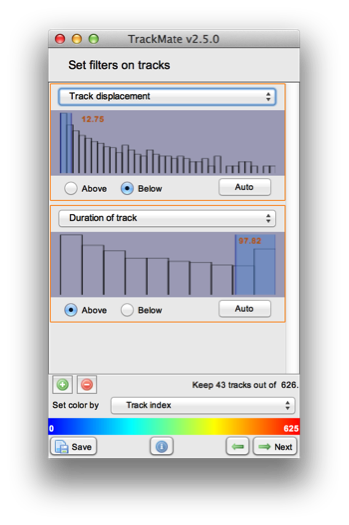 TrackMate v2.5.0
Set filters on tracks
Track displacement
12.75
Above Below Auto
Duration of track
97.62
Above Below Auto
Keep 43 tracks out of 626.
Set color by Track index
0 625
Save Next